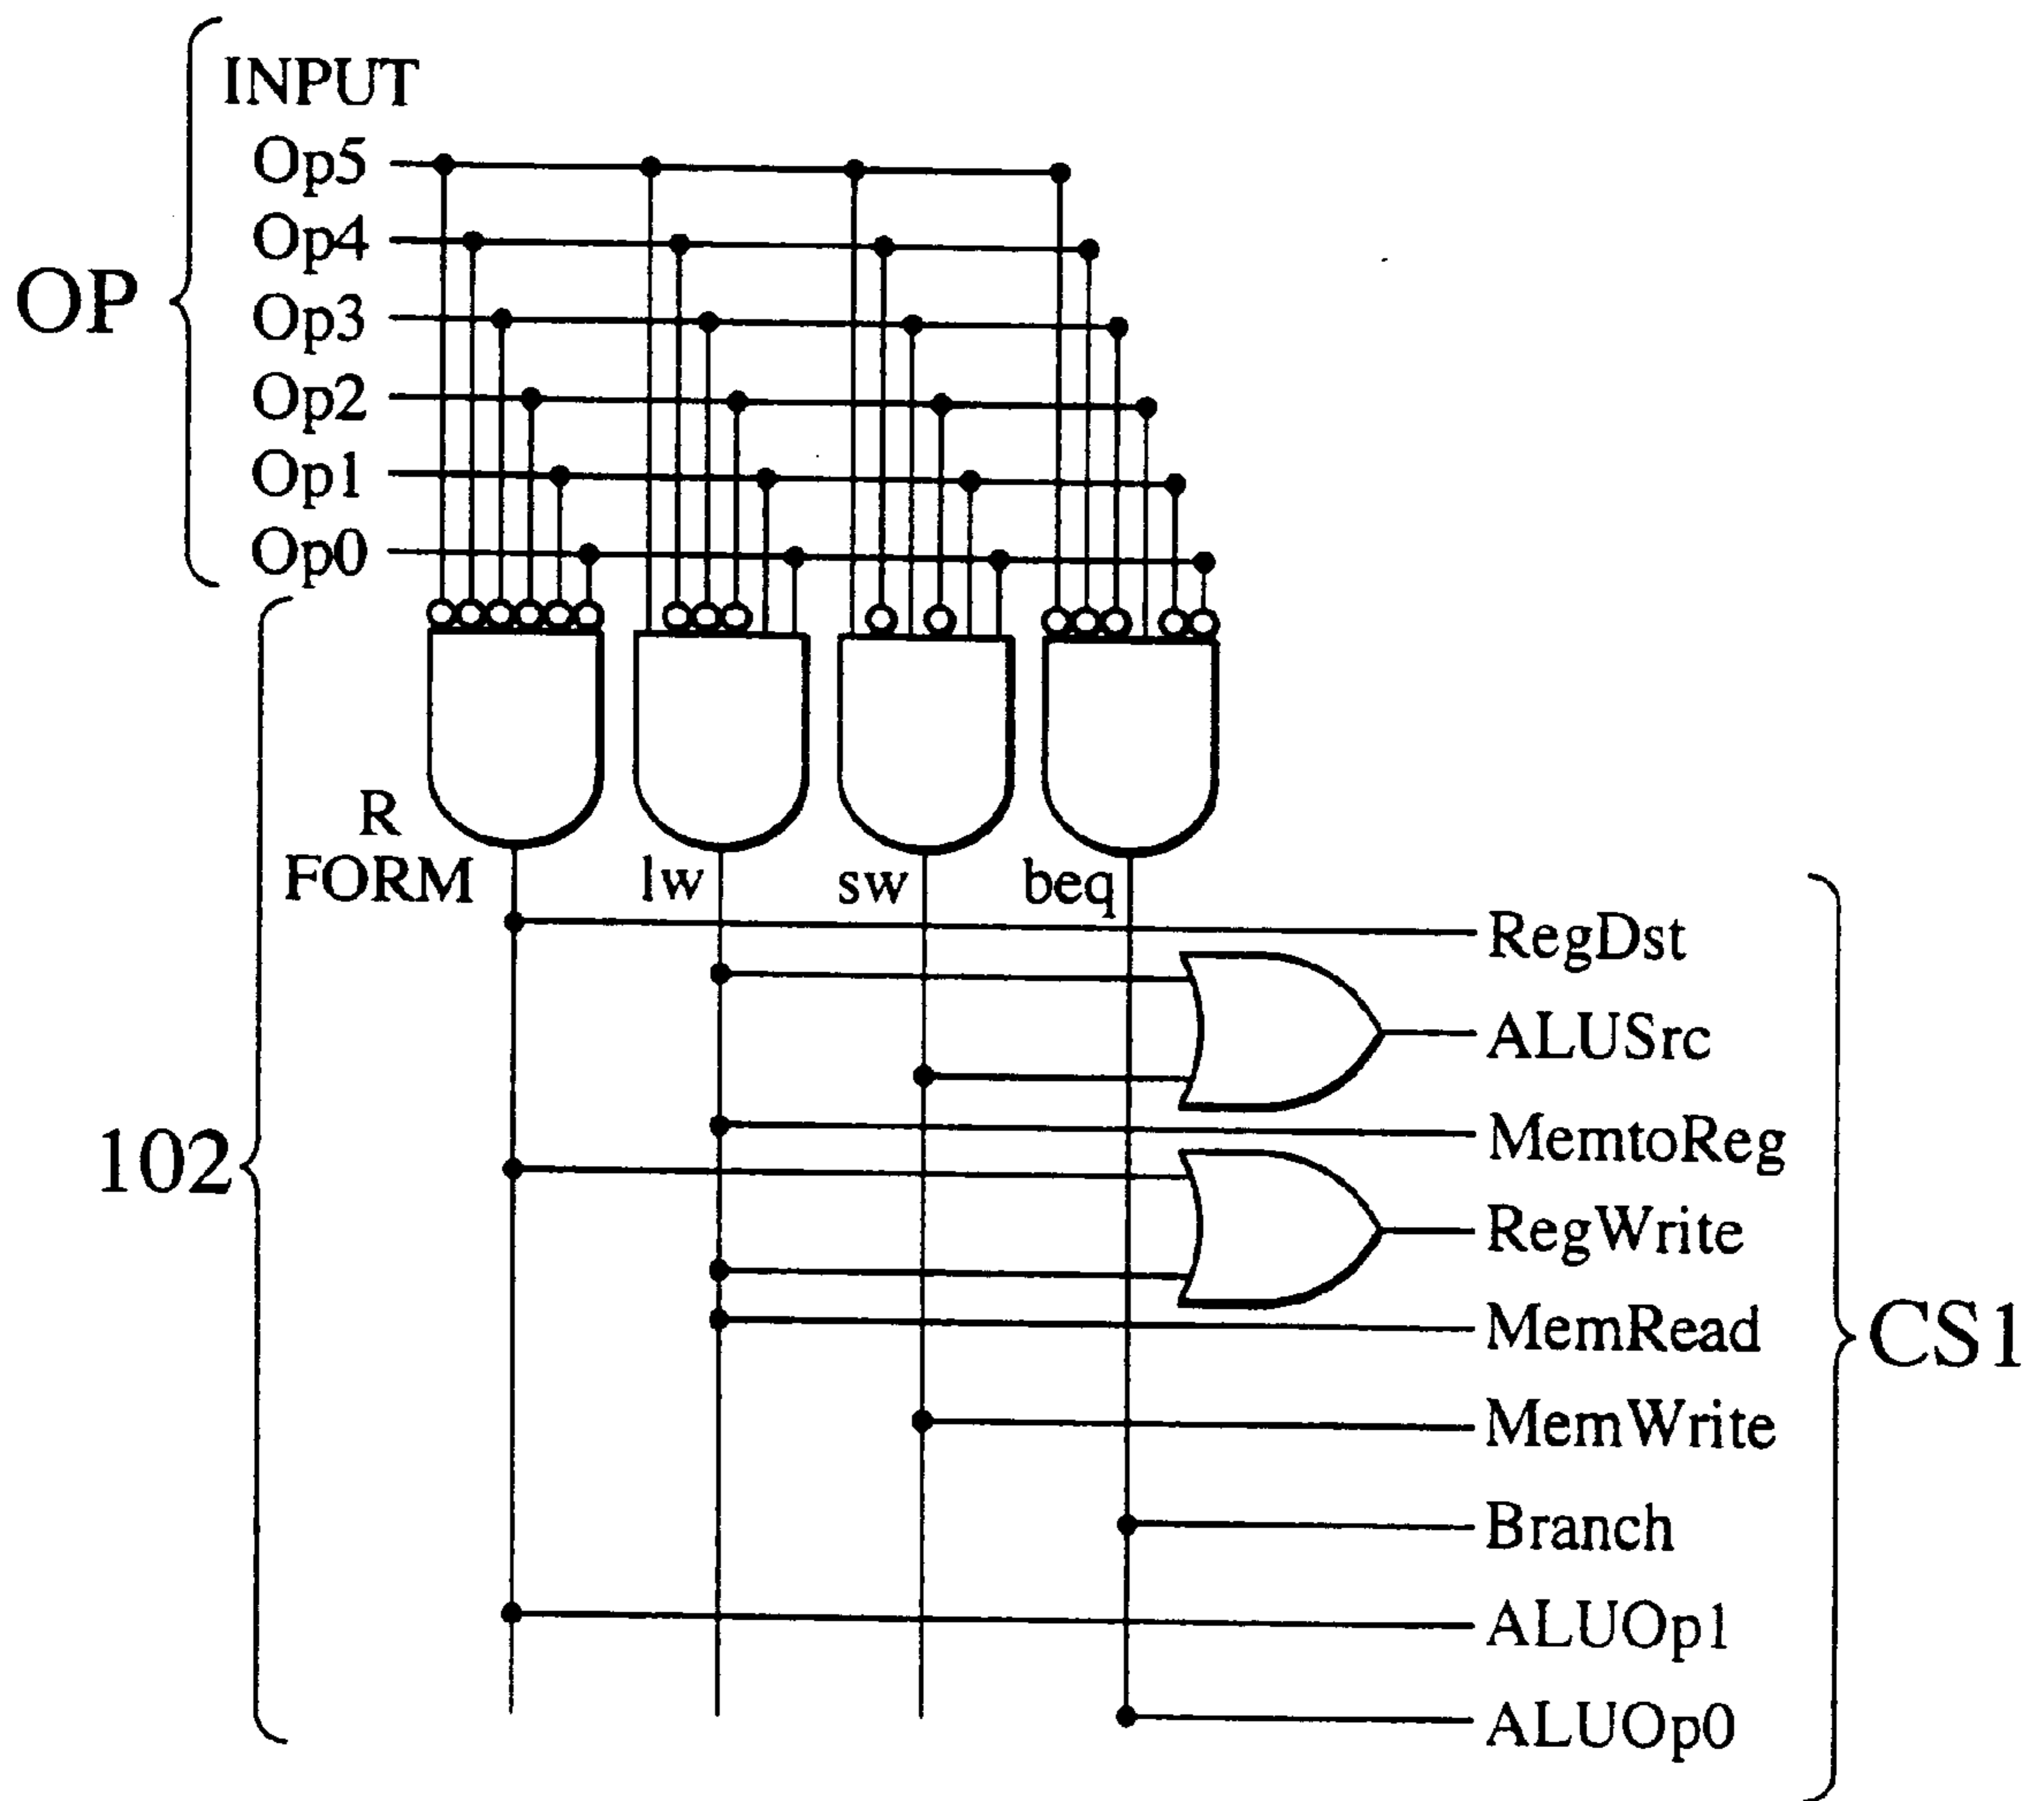 INPUT
Op5
Op4
OP
Op3
Op2
Op1
Op0
R
FORM
lw
sw
beq
RegDst
ALUSrc
102
MemtoReg
RegWrite
MemRead
CS1
MemWrite
Branch
ALUOp1
ALUOp0